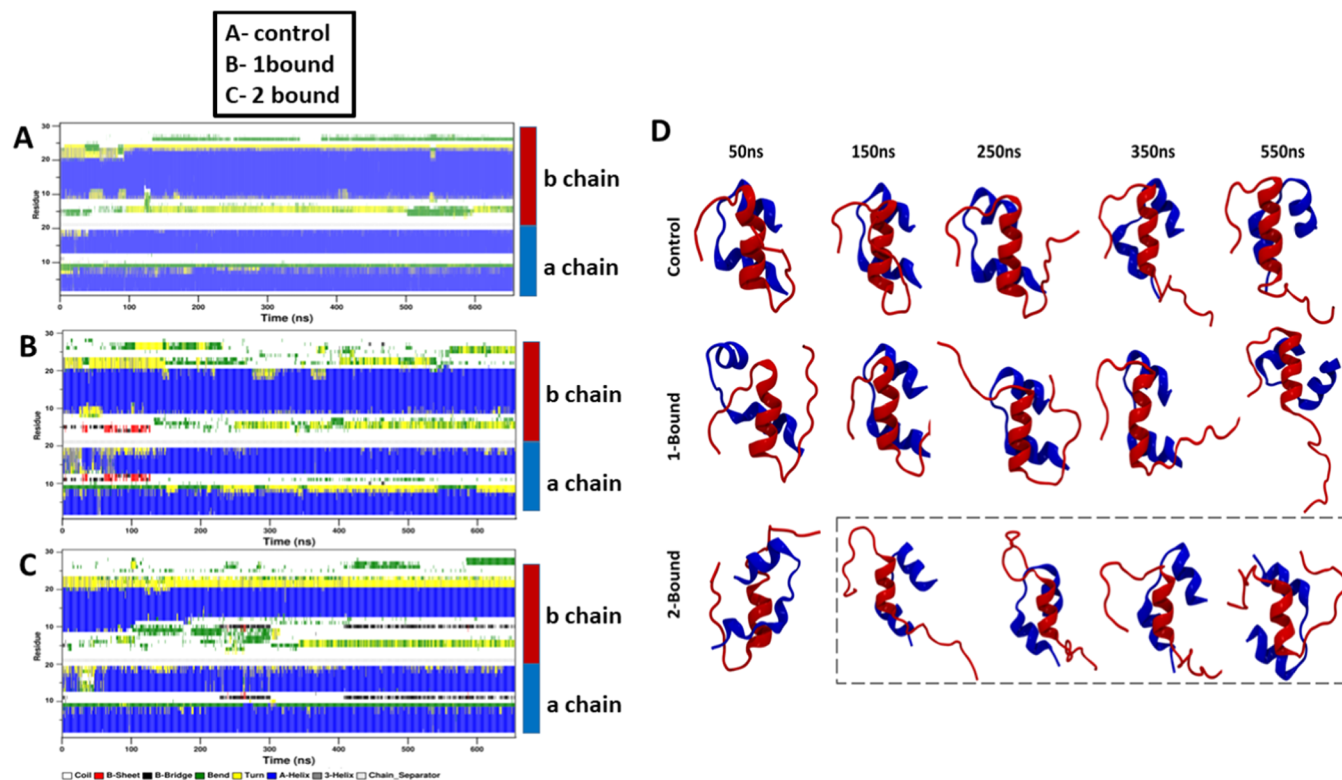 A- control
B- 1bound
C- 2 bound
A
30
20
10
20
10
Residue
b chain
a chain
0 100 200 300 400 500 600
Time (ns)
B
30
20
10
20
10
Residue
b chain
a chain
0 100 200 300 400 500 600
Time (ns)
C
30
20
10
20
10
Residue
b chain
a chain
0 100 200 300 400 500 600
Time (ns)
Coil B-Sheet B-Bridge Bend Turn A-Helix 3-Helix Chain_Separator
D
50ns 150ns 250ns 350ns 550ns
Control
1-Bound
2-Bound